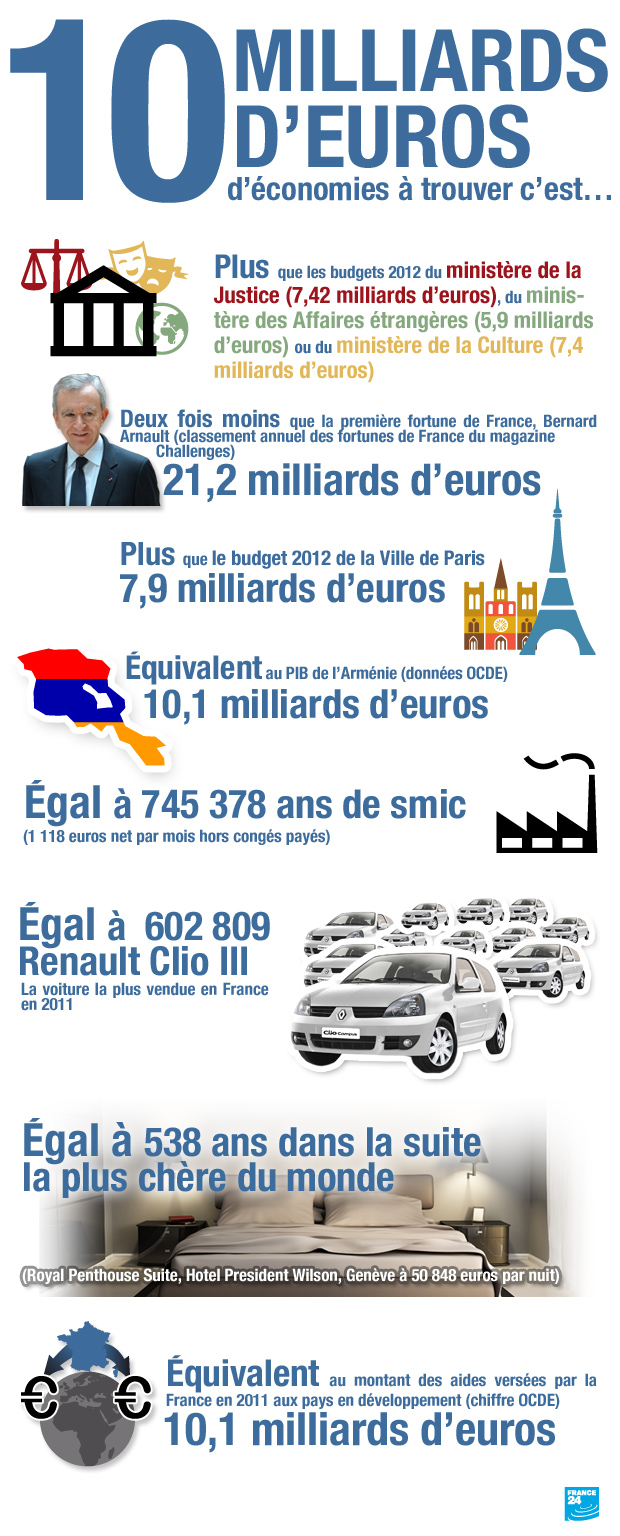 10 MILLIARDS
D’EUROS
d’économies à trouver c’est…
Plus que les budgets 2012 du ministère de la
Justice (7,42 milliards d’euros), du minis-
tère des Affaires étrangères (5,9 milliards
d’euros) ou du ministère de la Culture (7,4
milliards d’euros)
Deux fois moins que la première fortune de France, Bernard
Arnault (classement annuel des fortunes de France du magazine
Challenges)
21,2 milliards d’euros
Plus que le budget 2012 de la Ville de Paris
7,9 milliards d’euros
Équivalent au PIB de l’Arménie (données OCDE)
10,1 milliards d’euros
Égal à 745 378 ans de smic
(1 118 euros net par mois hors congés payés)
Égal à 602 809
Renault Clio III
La voiture la plus vendue en France
en 2011
Clio Campus
Égal à 538 ans dans la suite
la plus chère du monde
(Royal Penthouse Suite, Hotel President Wilson, Genève à 50 848 euros par nuit)
€ €
Équivalent au montant des aides versées par la
France en 2011 aux pays en développement (chiffre OCDE)
10,1 milliards d’euros
FRANCE
24